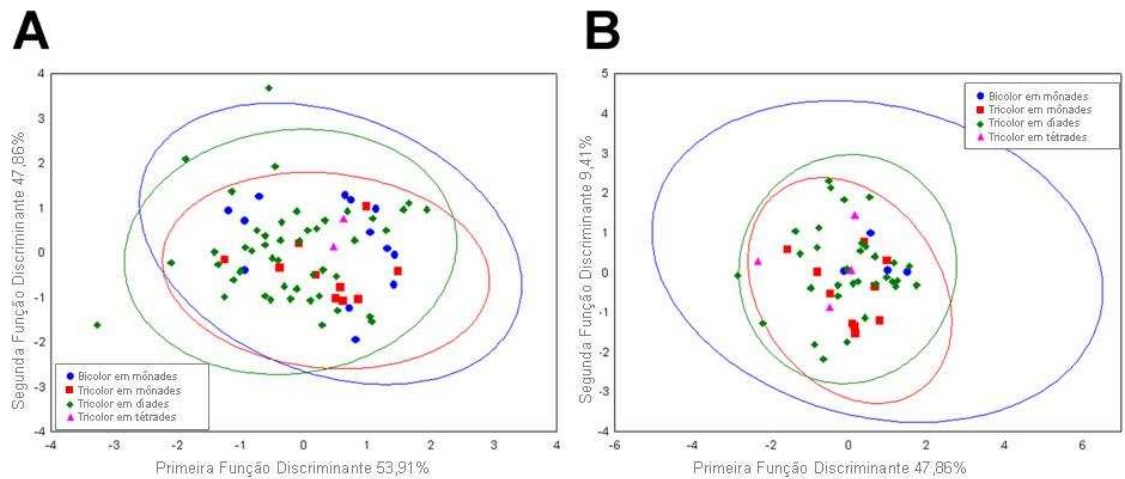 A
B
4
3
2
1
0
-1
-2
-3
-4
-4
-3
-2
-1
0
1
2
3
4
Segunda Função Discriminante 47,86%
Primeira Função Discriminante 53,91%
Bicolor em mônades
Tricolor em mônades
Tricolor em díades
Tricolor em tétrades
5
4
3
2
1
0
-1
-2
-3
-4
-6
-4
-2
0
2
4
6
Segunda Função Discriminante 9,41%
Primeira Função Discriminante 47,86%
Bicolor em mônades
Tricolor em mônades
Tricolor em díades
Tricolor em tétrades